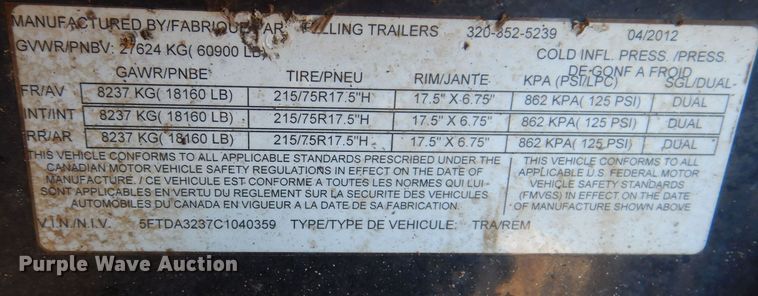 MANUFACTURED BY/FABRIQUE PAR TRAILERS 320-852-5239 04/2012
GVWR/PNBV: 27624 KG( 60900 LB) COLD INFL. PRESS. /PRESS.
DE GONF A FROID
GAWR/PNBE TIRE/PNEU RIM/JANTE KPA (PSI/LPC) SGL/DUAL
FR/AV 8237 KG( 18160 LB) 215/75R17.5"H 17.5" X 6.75" 862 KPA( 125 PSI) DUAL
INT/INT 8237 KG( 18160 LB) 215/75R17.5"H 17.5" X 6.75" 862 KPA( 125 PSI) DUAL
RR/AR 8237 KG( 18160 LB) 215/75R17.5"H 17.5" X 6.75" 862 KPA( 125 PSI) DUAL
THIS VEHICLE CONFORMS TO ALL APPLICABLE STANDARDS PRESCRIBED UNDER THE
CANADIAN MOTOR VEHICLE SAFETY REGULATIONS IN EFFECT ON THE DATE OF
MANUFACTURE. / CE VEHICULE EST CONFORME A TOUTES LES NORMES QUI LUI
SONT APPLICABLES EN VERTU DU REGLEMENT SUR LA SECURITE DES VEHICULES
AUTOMOBILES DU CANADA EN VIGUEUR A LA DATE DE SA FABRICATION.
THIS VEHICLE CONFORMS TO ALL
APPLICABLE U.S. FEDERAL MOTOR
VEHICLE SAFETY STANDARDS
(FMVSS) IN EFFECT ON THE DATE
OF MANUFACTURE SHOWN ABOVE
V.I.N./N.I.V. 5FTDA3237C1040359 TYPE/TYPE DE VEHICULE: TRA/REM
Purple Wave Auction